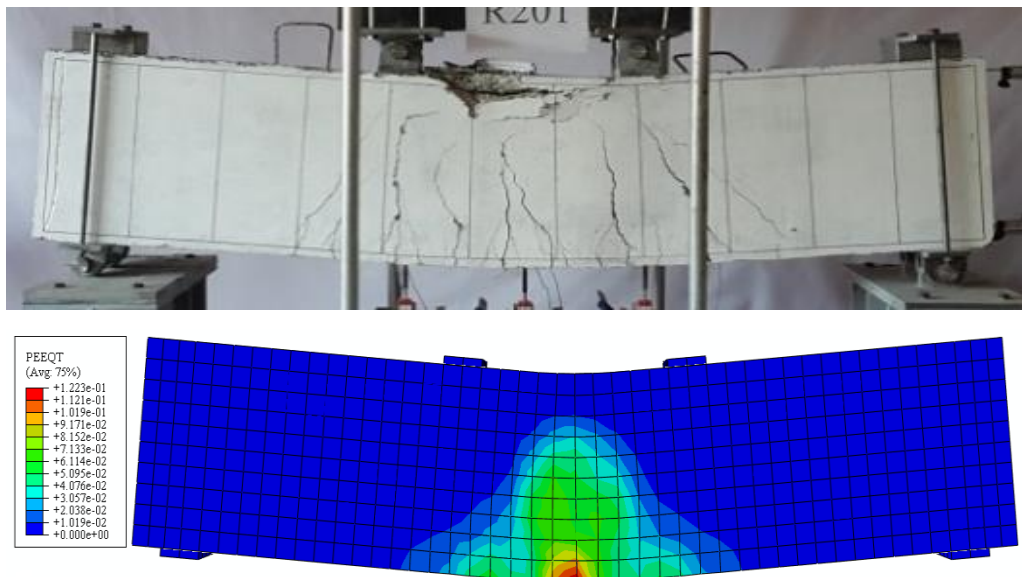 R201
PEEQT
(Avg: 75%)
+1.223e-01
+1.121e-01
+1.019e-01
+9.171e-02
+8.152e-02
+7.133e-02
+6.114e-02
+5.095e-02
+4.076e-02
+3.057e-02
+2.038e-02
+1.019e-02
+0.000e+00